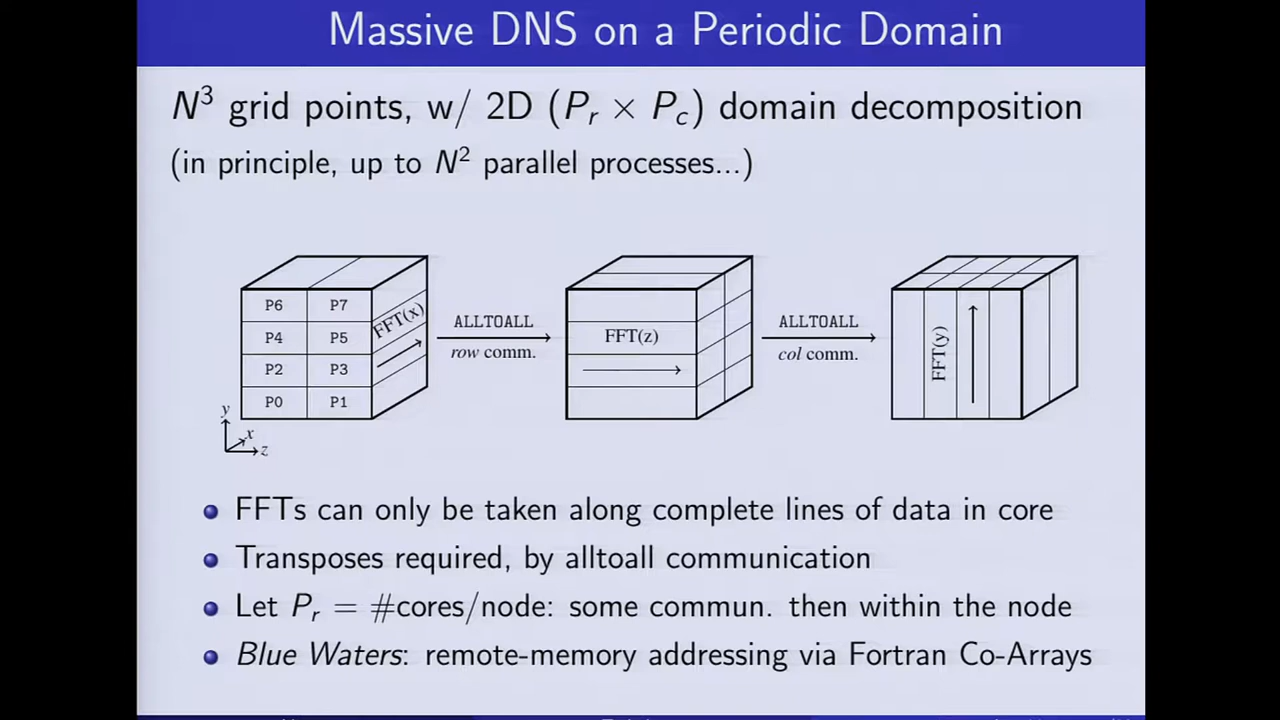 Massive DNS on a Periodic Domain
N³ grid points, w/ 2D (Pᵣ × P꜀) domain decomposition
(in principle, up to N² parallel processes...)
P6 P7
P4 P5
P2 P3
P0 P1
FFT(x)
y
x
z
ALLTOALL
row comm.
FFT(z)
ALLTOALL
col comm.
FFT(y)
FFTs can only be taken along complete lines of data in core
Transposes required, by alltoall communication
Let Pᵣ = #cores/node: some commun. then within the node
Blue Waters: remote-memory addressing via Fortran Co-Arrays